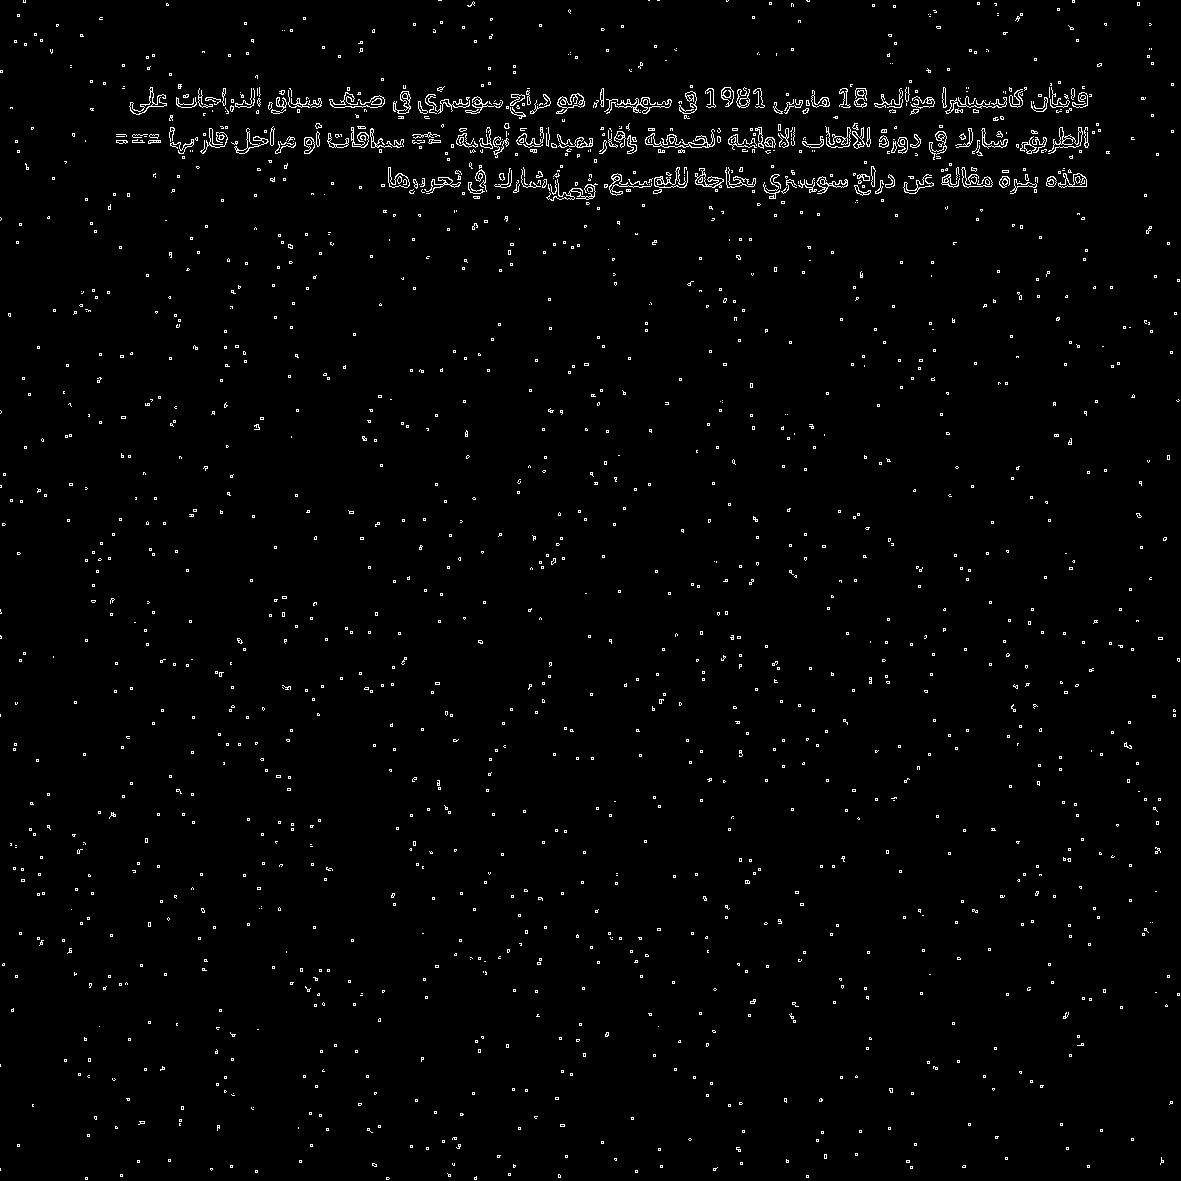 فابيان كانسيليرا مواليد 18 مارس 1981 في سويسرا، هو دراج سويسري في صنف سباق الدراجات على
الطريق. شارك في دورة الألعاب الأولمبية الصيفية وفاز بميدالية أولمبية. == سباقات أو مراحل فاز بها ===
هذه بذرة مقالة عن دراج سويسري بحاجة للتوسيع. فضلًا شارك في تحريرها.